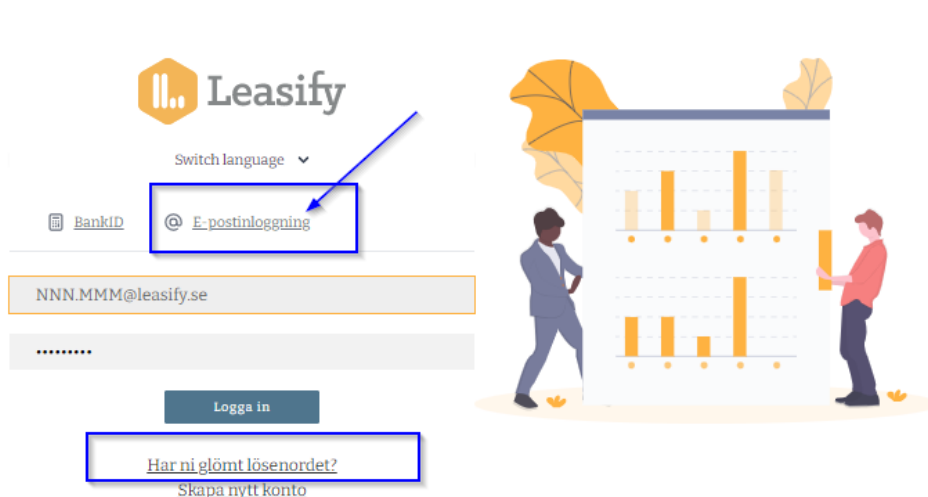 Leasify
Switch language
BankID
@ E-postinloggning
NNN.MMM@leasify.se
•••••••••
Logga in
Har ni glömt lösenordet?
Skapa nytt konto